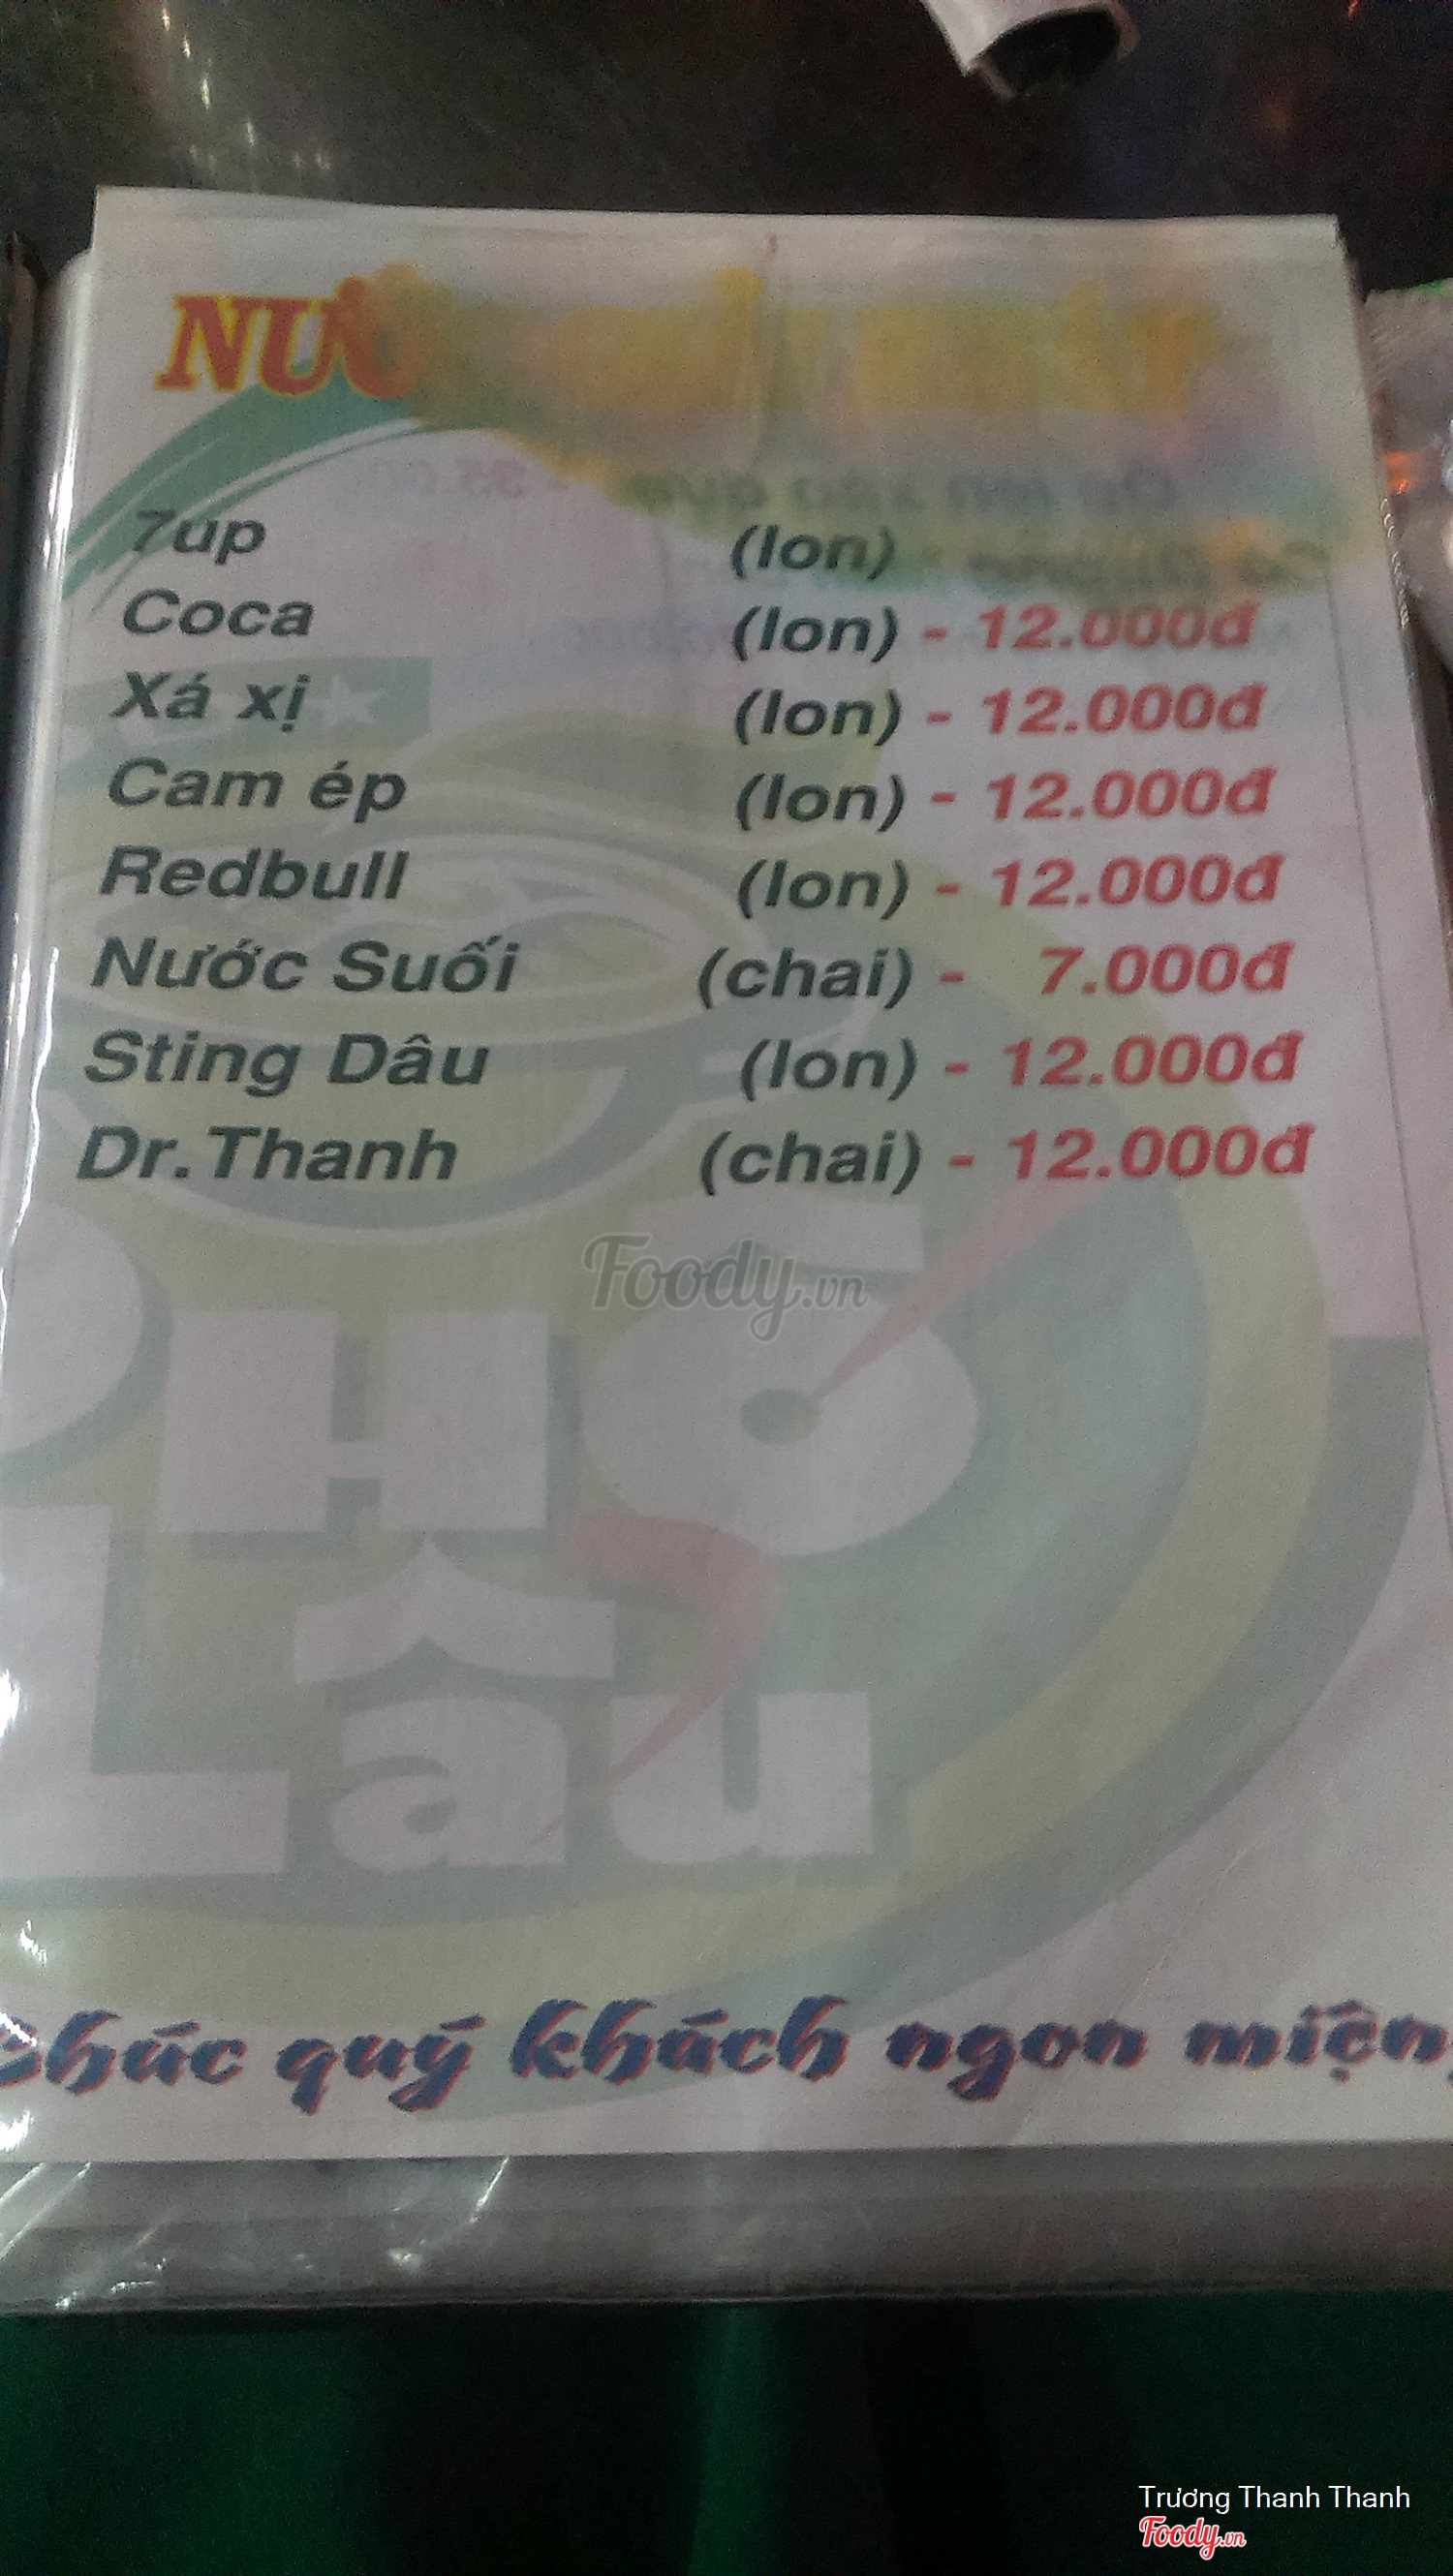 7up (lon)
Coca (lon) - 12.000đ
Xá xị (lon) - 12.000đ
Cam ép (lon) - 12.000đ
Redbull (lon) - 12.000đ
Nước Suối (chai) - 7.000đ
Sting Dâu (lon) - 12.000đ
Dr.Thanh (chai) - 12.000đ
Foody.vn
Phố
Lẩu
Chúc quý khách ngon miệng
Trương Thanh Thanh
Foody.vn